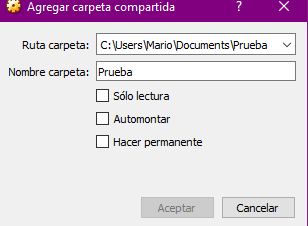 Agregar carpeta compartida
Ruta carpeta: C:\Users\Mario\Documents\Prueba
Nombre carpeta: Prueba
Sólo lectura
Automontar
Hacer permanente
Aceptar Cancelar